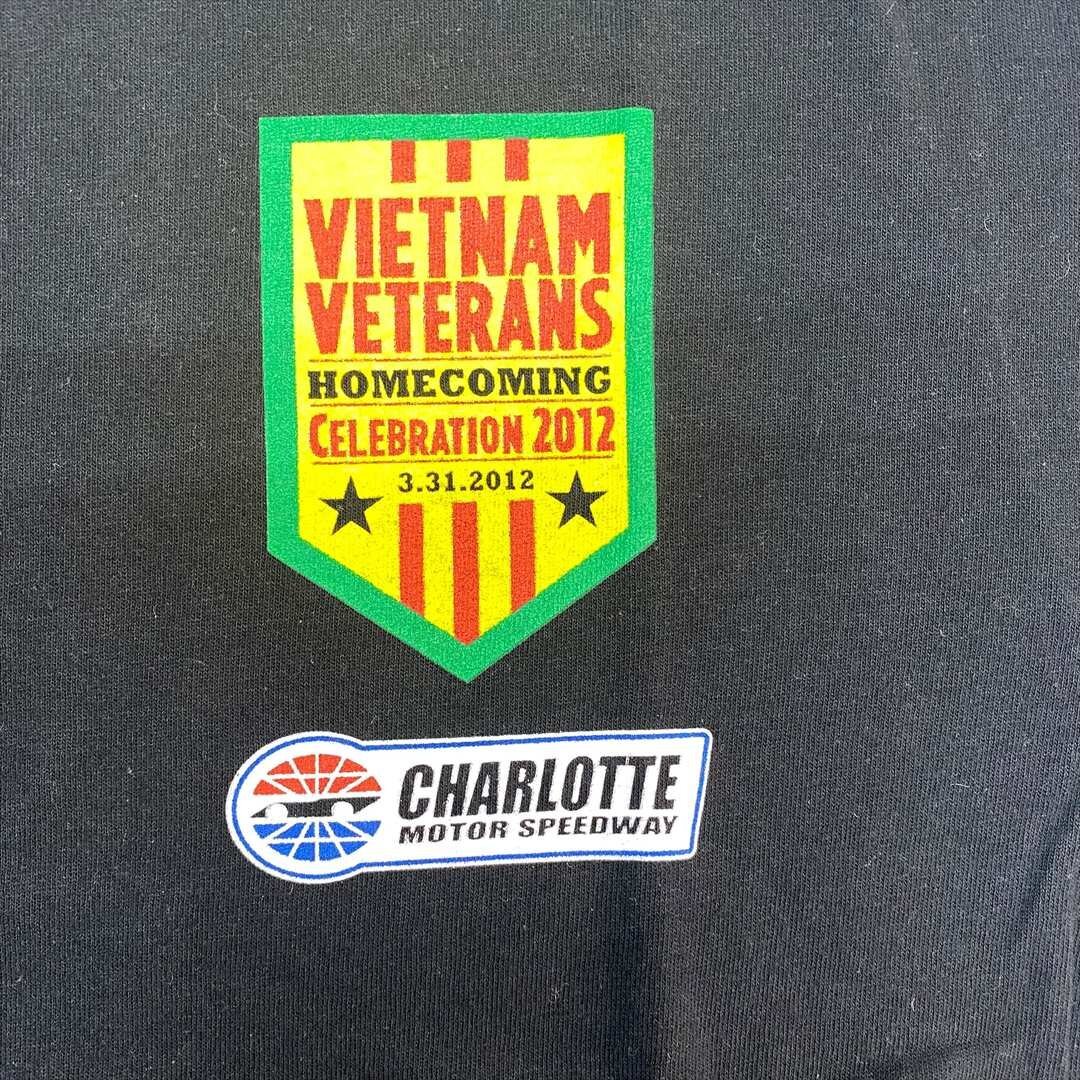 VIETNAM
VETERANS
HOMECOMING
CELEBRATION 2012
3.31.2012
CHARLOTTE
MOTOR SPEEDWAY